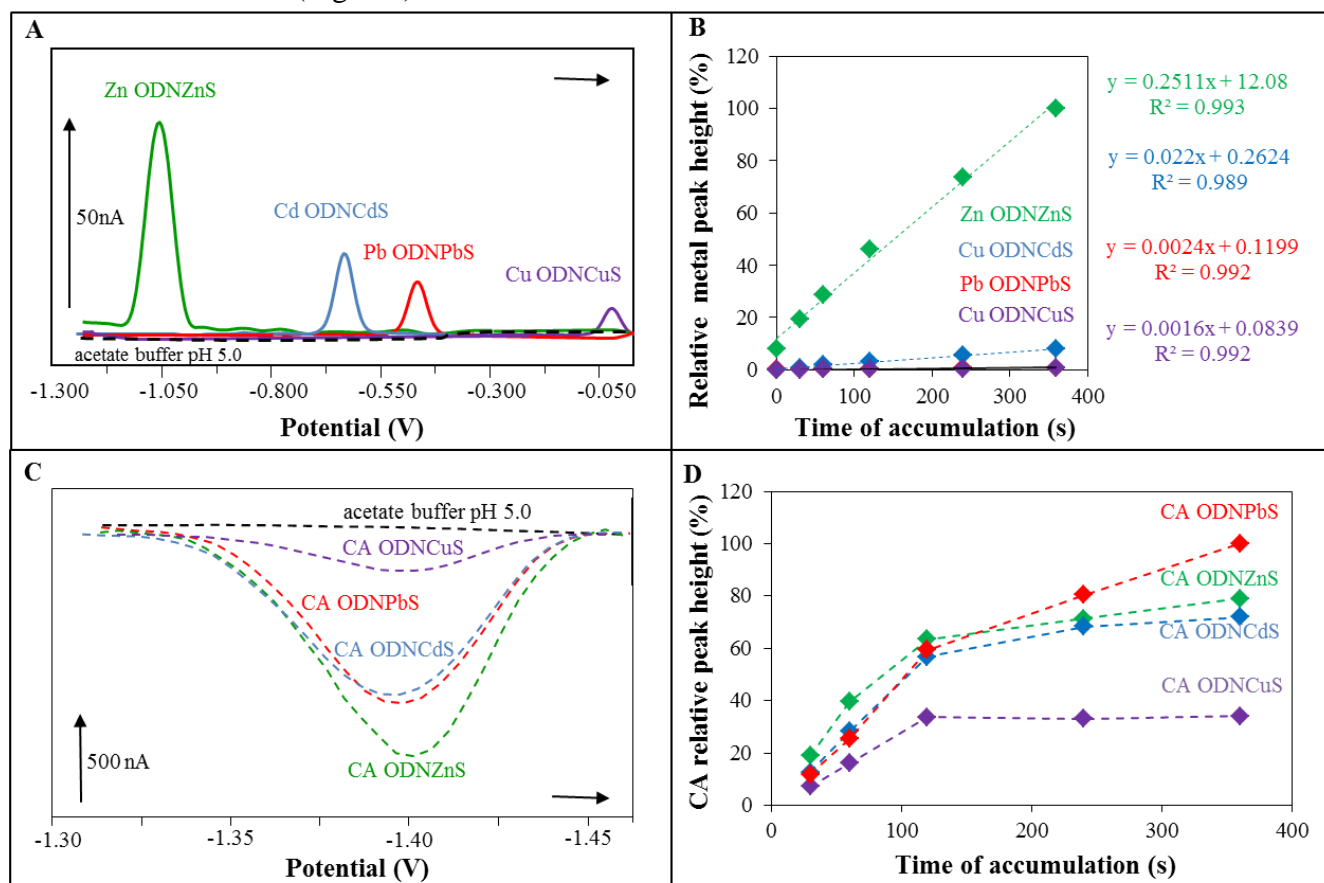 A
Zn ODNZnS
50nA
Cd ODNCdS
Pb ODNPbS
Cu ODNCuS
acetate buffer pH 5.0
-1.300 -1.050 -0.800 -0.550 -0.300 -0.050
Potential (V)
B
Relative metal peak height (%)
120
100
80
60
40
20
0
y = 0.2511x + 12.08
R² = 0.993
y = 0.022x + 0.2624
R² = 0.989
y = 0.0024x + 0.1199
R² = 0.992
y = 0.0016x + 0.0839
R² = 0.992
Zn ODNZnS
Cu ODNCdS
Pb ODNPbS
Cu ODNCuS
0 100 200 300 400
Time of accumulation (s)
C
acetate buffer pH 5.0
CA ODNCuS
CA ODNPbS
CA ODNCdS
CA ODNZnS
500 nA
-1.30 -1.35 -1.40 -1.45
Potential (V)
D
CA relative peak height (%)
120
100
80
60
40
20
0
CA ODNPbS
CA ODNZnS
CA ODNCdS
CA ODNCuS
0 100 200 300 400
Time of accumulation (s)